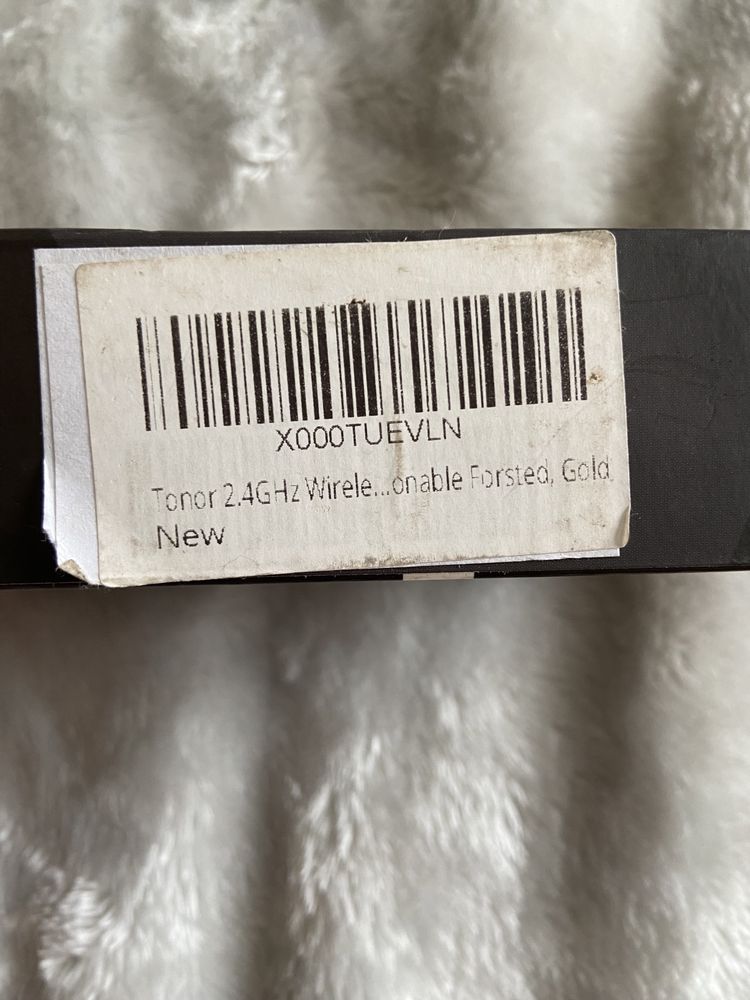 X000TUEVLN
Tonor 2.4GHz Wirele...onable Forsted, Gold
New